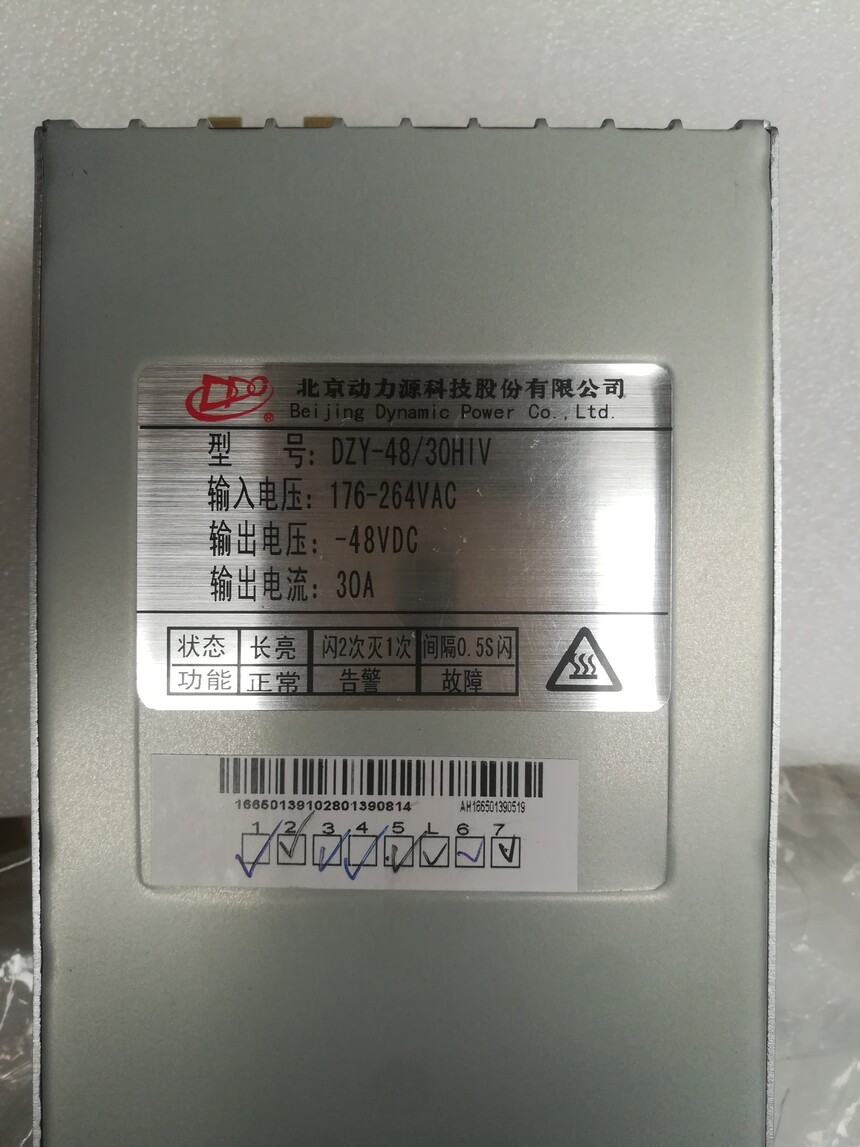 DPC ®
北京动力源科技股份有限公司
Beijing Dynamic Power Co.,Ltd.
型 号: DZY-48/30HIV
输入电压: 176-264VAC
输出电压: -48VDC
输出电流: 30A
状态 长亮 闪2次灭1次 间隔0.5S闪
功能 正常 告警 故障
16650139102801390814 AH166501390519
1 2 3 4 5 L 6 7